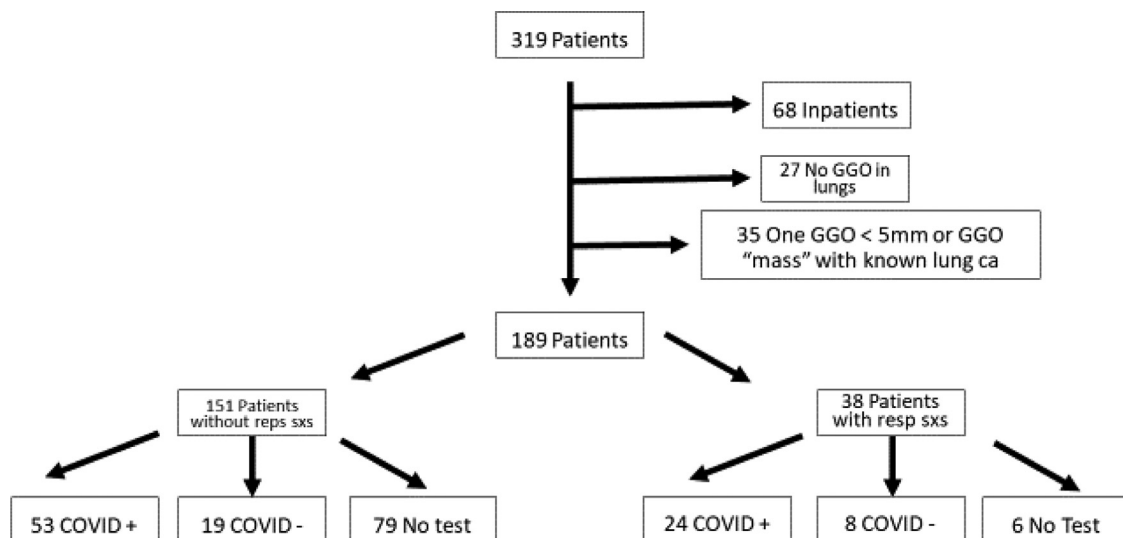 319 Patients
68 Inpatients
27 No GGO in
lungs
35 One GGO < 5mm or GGO
“mass” with known lung ca
189 Patients
151 Patients
without reps sxs
38 Patients
with resp sxs
53 COVID +
19 COVID -
79 No test
24 COVID +
8 COVID -
6 No Test